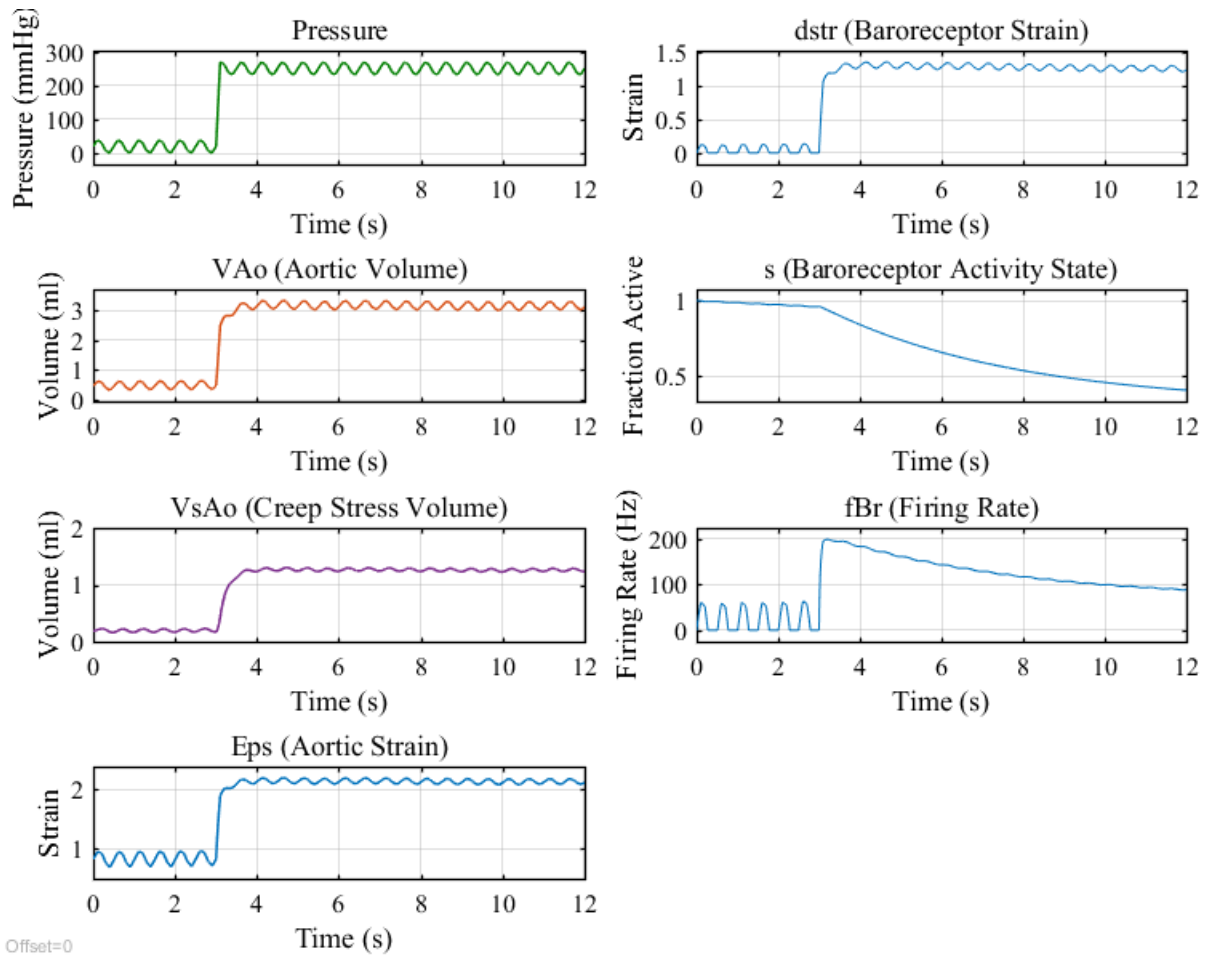 Pressure
Pressure (mmHg)
300
200
100
0
0 2 4 6 8 10 12
Time (s)
dstr (Baroreceptor Strain)
Strain
1.5
1
0.5
0
0 2 4 6 8 10 12
Time (s)
VAo (Aortic Volume)
Volume (ml)
3
2
1
0
0 2 4 6 8 10 12
Time (s)
s (Baroreceptor Activity State)
Fraction Active
1
0.5
0 2 4 6 8 10 12
Time (s)
VsAo (Creep Stress Volume)
Volume (ml)
2
1
0
0 2 4 6 8 10 12
Time (s)
fBr (Firing Rate)
Firing Rate (Hz)
200
100
0
0 2 4 6 8 10 12
Time (s)
Eps (Aortic Strain)
Strain
2
1
0 2 4 6 8 10 12
Time (s)
Offset=0